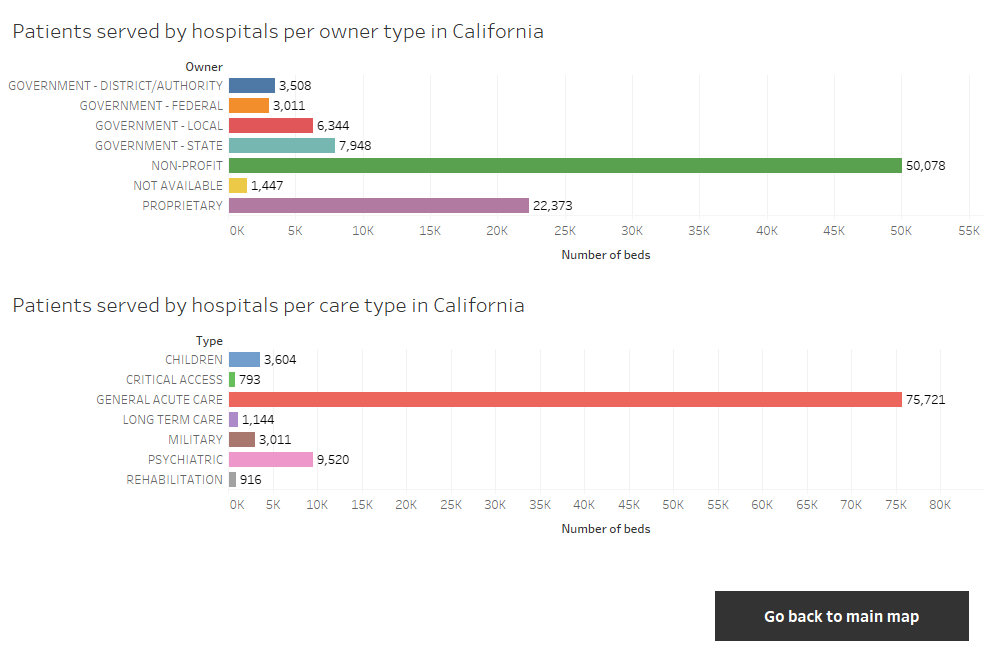 Patients served by hospitals per owner type in California
Owner
GOVERNMENT - DISTRICT/AUTHORITY 3,508
GOVERNMENT - FEDERAL 3,011
GOVERNMENT - LOCAL 6,344
GOVERNMENT - STATE 7,948
NON-PROFIT 50,078
NOT AVAILABLE 1,447
PROPRIETARY 22,373
0K 5K 10K 15K 20K 25K 30K 35K 40K 45K 50K 55K
Number of beds
Patients served by hospitals per care type in California
Type
CHILDREN 3,604
CRITICAL ACCESS 793
GENERAL ACUTE CARE 75,721
LONG TERM CARE 1,144
MILITARY 3,011
PSYCHIATRIC 9,520
REHABILITATION 916
0K 5K 10K 15K 20K 25K 30K 35K 40K 45K 50K 55K 60K 65K 70K 75K 80K
Number of beds
Go back to main map